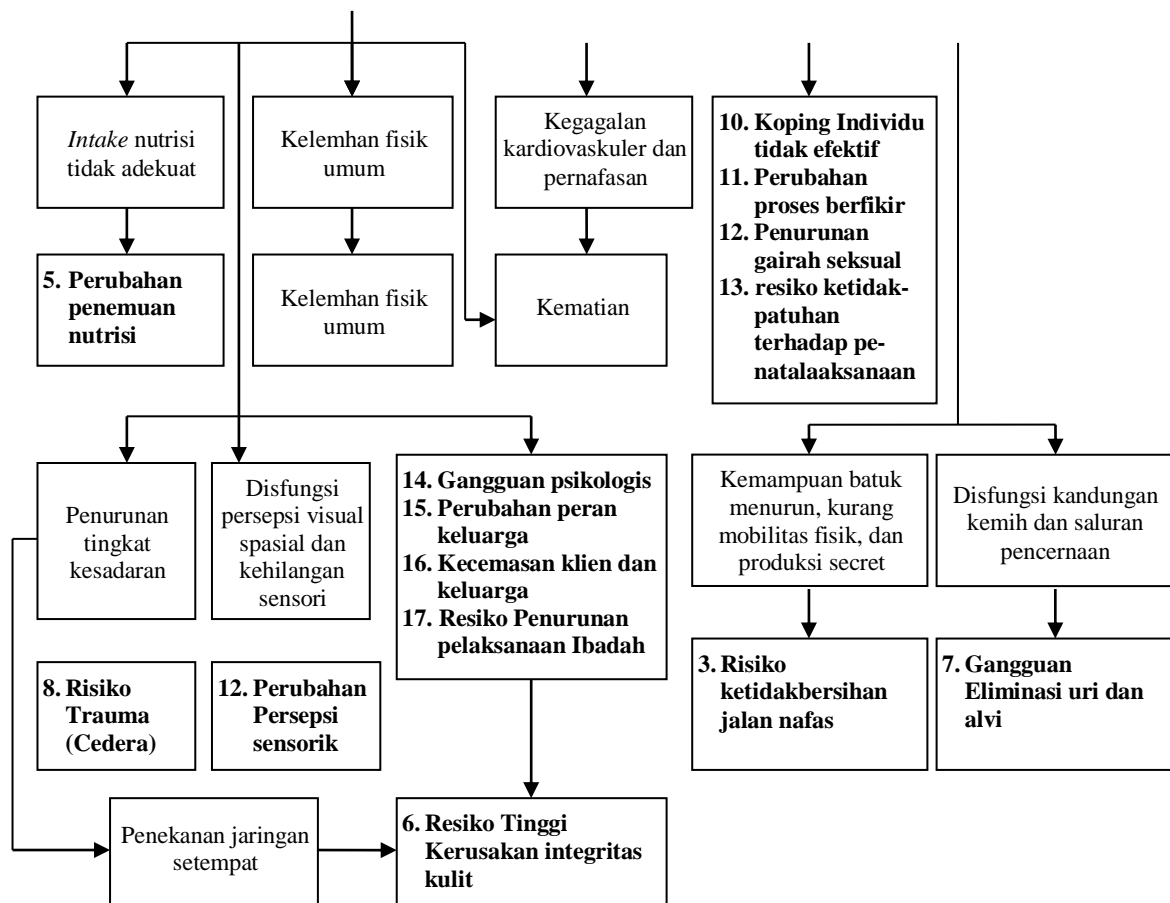 Intake nutrisi
tidak adekuat
Kelemhan fisik
umum
Kegagalan
kardiovaskuler dan
pernafasan
10. Koping Individu
tidak efektif
11. Perubahan
proses berfikir
12. Penurunan
gairah seksual
13. resiko ketidak-
patuhan
terhadap pe-
natalaaksanaan
5. Perubahan
penemuan
nutrisi
Kelemhan fisik
umum
Kematian
Penurunan
tingkat
kesadaran
Disfungsi
persepsi visual
spasial dan
kehilangan
sensori
14. Gangguan psikologis
15. Perubahan peran
keluarga
16. Kecemasan klien dan
keluarga
17. Resiko Penurunan
pelaksanaan Ibadah
Kemampuan batuk
menurun, kurang
mobilitas fisik, dan
produksi secret
Disfungsi kandungan
kemih dan saluran
pencernaan
8. Risiko
Trauma
(Cedera)
12. Perubahan
Persepsi
sensorik
3. Risiko
ketidakbersihan
jalan nafas
7. Gangguan
Eliminasi uri dan
alvi
Penekanan jaringan
setempat
6. Resiko Tinggi
Kerusakan integritas
kulit